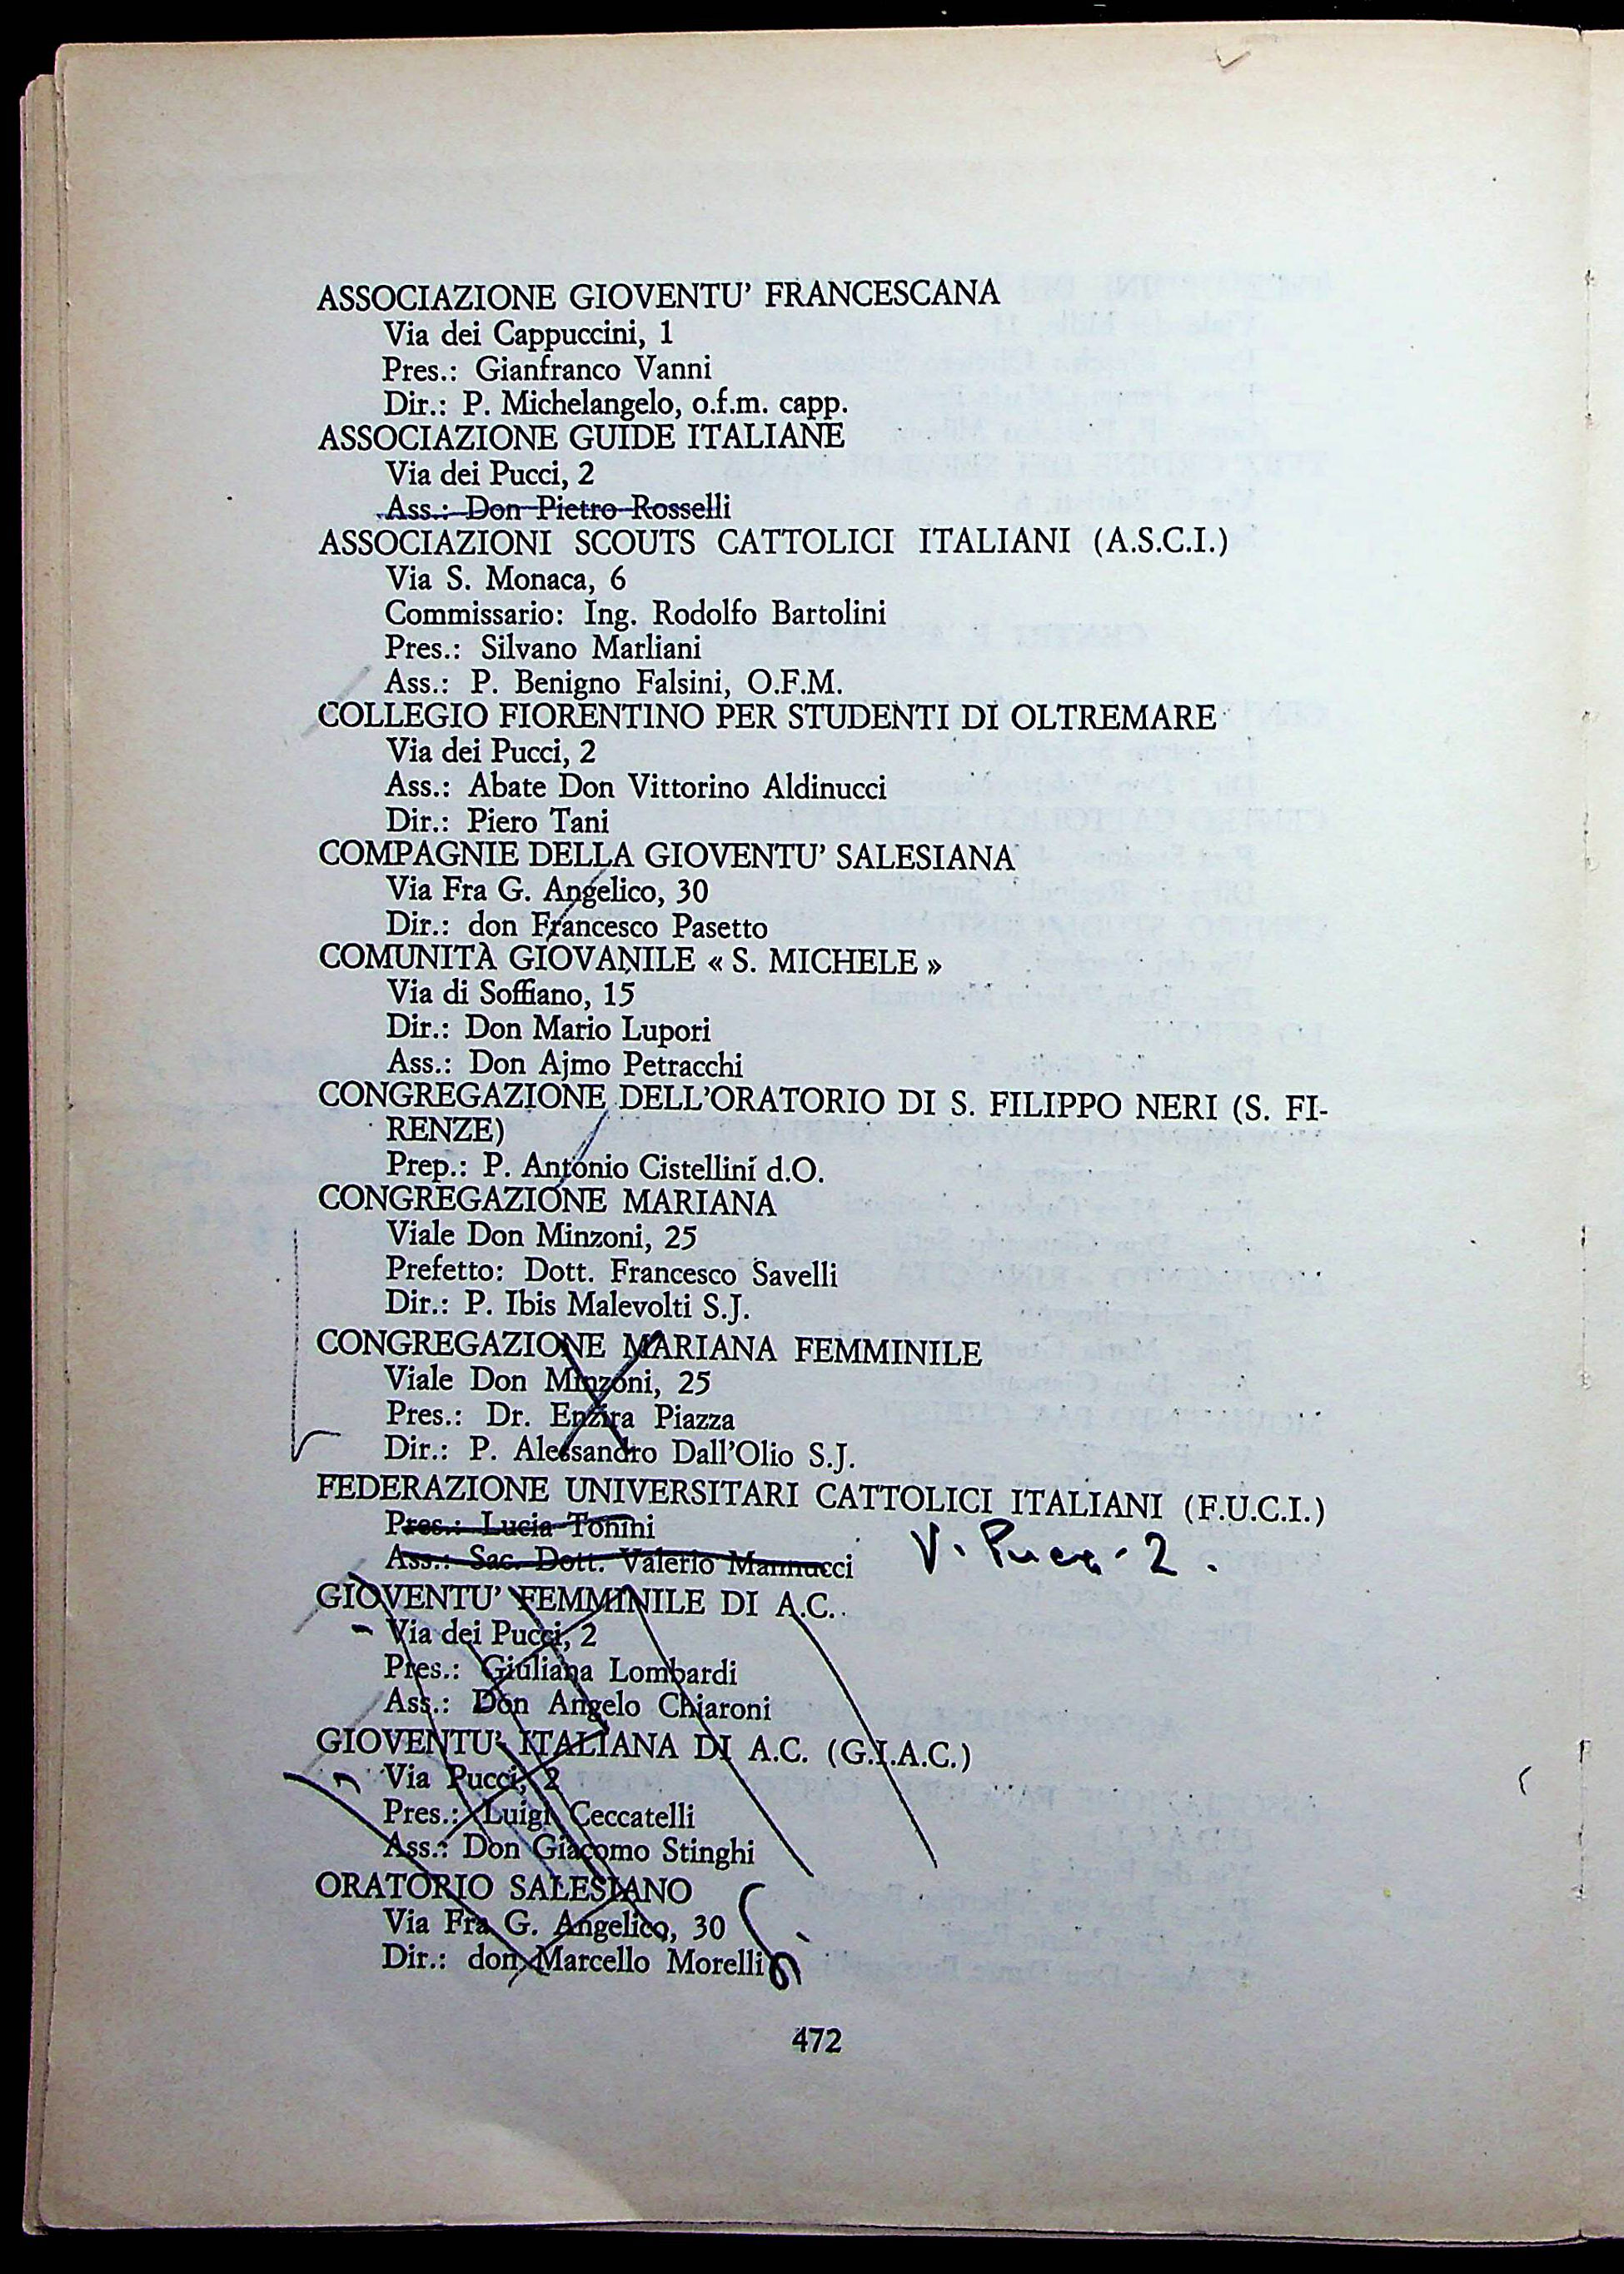 ASSOCIAZIONE GIOVENTU' FRANCESCANA
Via dei Cappuccini, 1
Pres.: Gianfranco Vanni
Dir.: P. Michelangelo, o.f.m. capp.
ASSOCIAZIONE GUIDE ITALIANE
Via dei Pucci, 2
Ass.: Don Pietro Rosselli
ASSOCIAZIONI SCOUTS CATTOLICI ITALIANI (A.S.C.I.)
Via S. Monaca, 6
Commissario: Ing. Rodolfo Bartolini
Pres.: Silvano Marliani
Ass.: P. Benigno Falsini, O.F.M.
COLLEGIO FIORENTINO PER STUDENTI DI OLTREMARE
Via dei Pucci, 2
Ass.: Abate Don Vittorino Aldinucci
Dir.: Piero Tani
COMPAGNIE DELLA GIOVENTU' SALESIANA
Via Fra G. Angelico, 30
Dir.: don Francesco Pasetto
COMUNITÀ GIOVANILE « S. MICHELE »
Via di Soffiano, 15
Dir.: Don Mario Lupori
Ass.: Don Ajmo Petracchi
CONGREGAZIONE DELL'ORATORIO DI S. FILIPPO NERI (S. FI-
RENZE)
Prep.: P. Antonio Cistellini d.O.
CONGREGAZIONE MARIANA
Viale Don Minzoni, 25
Prefetto: Dott. Francesco Savelli
Dir.: P. Ibis Malevolti S.J.
CONGREGAZIONE MARIANA FEMMINILE
Viale Don Minzoni, 25
Pres.: Dr. Enzira Piazza
Dir.: P. Alessandro Dall'Olio S.J.
FEDERAZIONE UNIVERSITARI CATTOLICI ITALIANI (F.U.C.I.)
Pres.: Lucia Tonini
Ass.: Sac. Dott. Valerio Mannucci V. Pucci 2.
GIOVENTU' FEMMINILE DI A.C.
Via dei Pucci, 2
Pres.: Giuliana Lombardi
Ass.: Don Angelo Chiaroni
GIOVENTU' ITALIANA DI A.C. (G.I.A.C.)
Via Pucci, 2
Pres.: Luigi Ceccatelli
Ass.: Don Giacomo Stinghi
ORATORIO SALESIANO
Via Fra G. Angelico, 30
Dir.: don Marcello Morelli
472